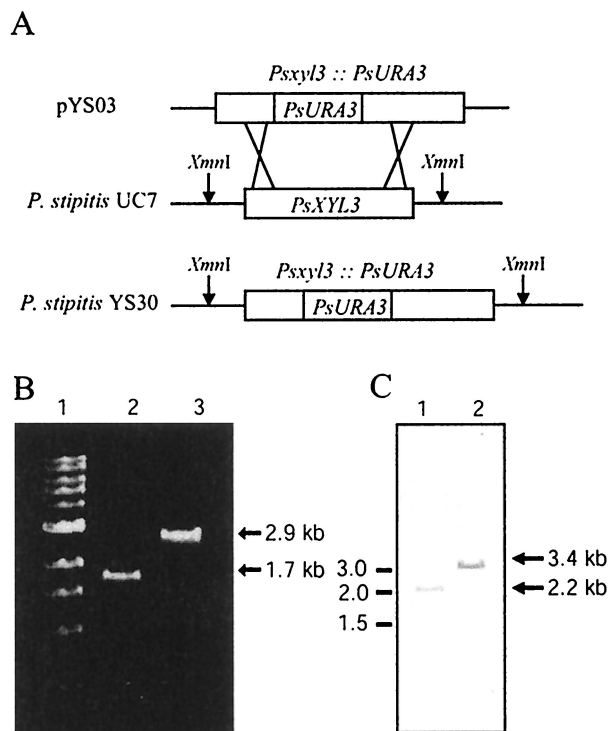 A
Psxyl3 :: PsURA3
pYS03
PsURA3
XmnI
XmnI
P. stipitis UC7
PsXYL3
XmnI
Psxyl3 :: PsURA3
XmnI
P. stipitis YS30
PsURA3
B
1
2
3
2.9 kb
1.7 kb
C
1
2
3.0
2.0
1.5
3.4 kb
2.2 kb